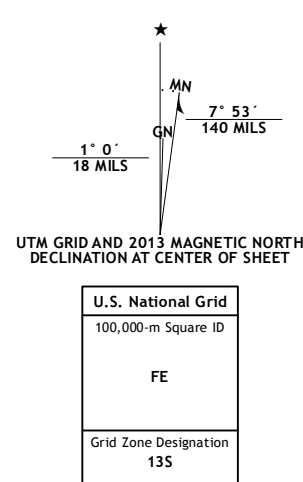 ★
MN
7° 53´
140 MILS
GN
1° 0´
18 MILS
UTM GRID AND 2013 MAGNETIC NORTH
DECLINATION AT CENTER OF SHEET
U.S. National Grid
100,000-m Square ID
FE
Grid Zone Designation
13S